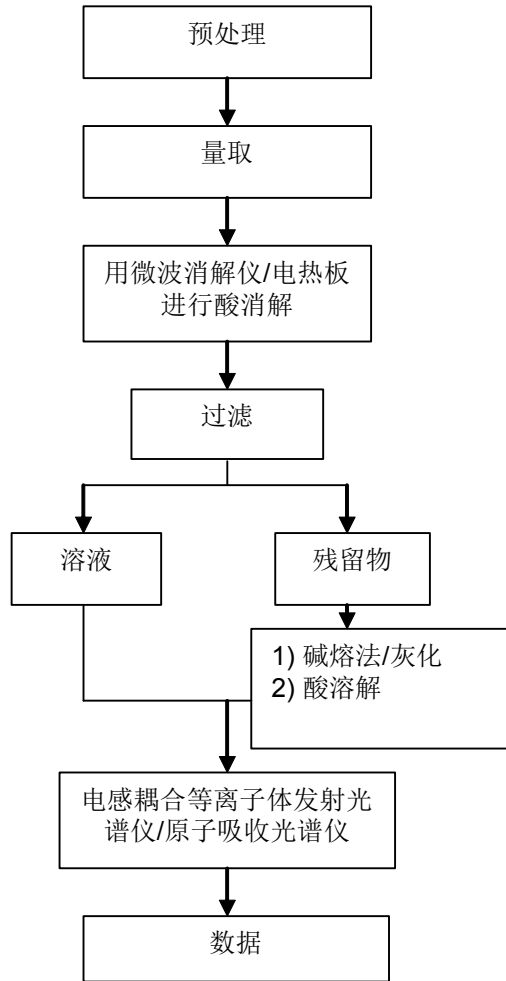 预处理
量取
用微波消解仪/电热板
进行酸消解
过滤
溶液
残留物
1) 碱熔法/灰化
2) 酸溶解
电感耦合等离子体发射光
谱仪/原子吸收光谱仪
数据